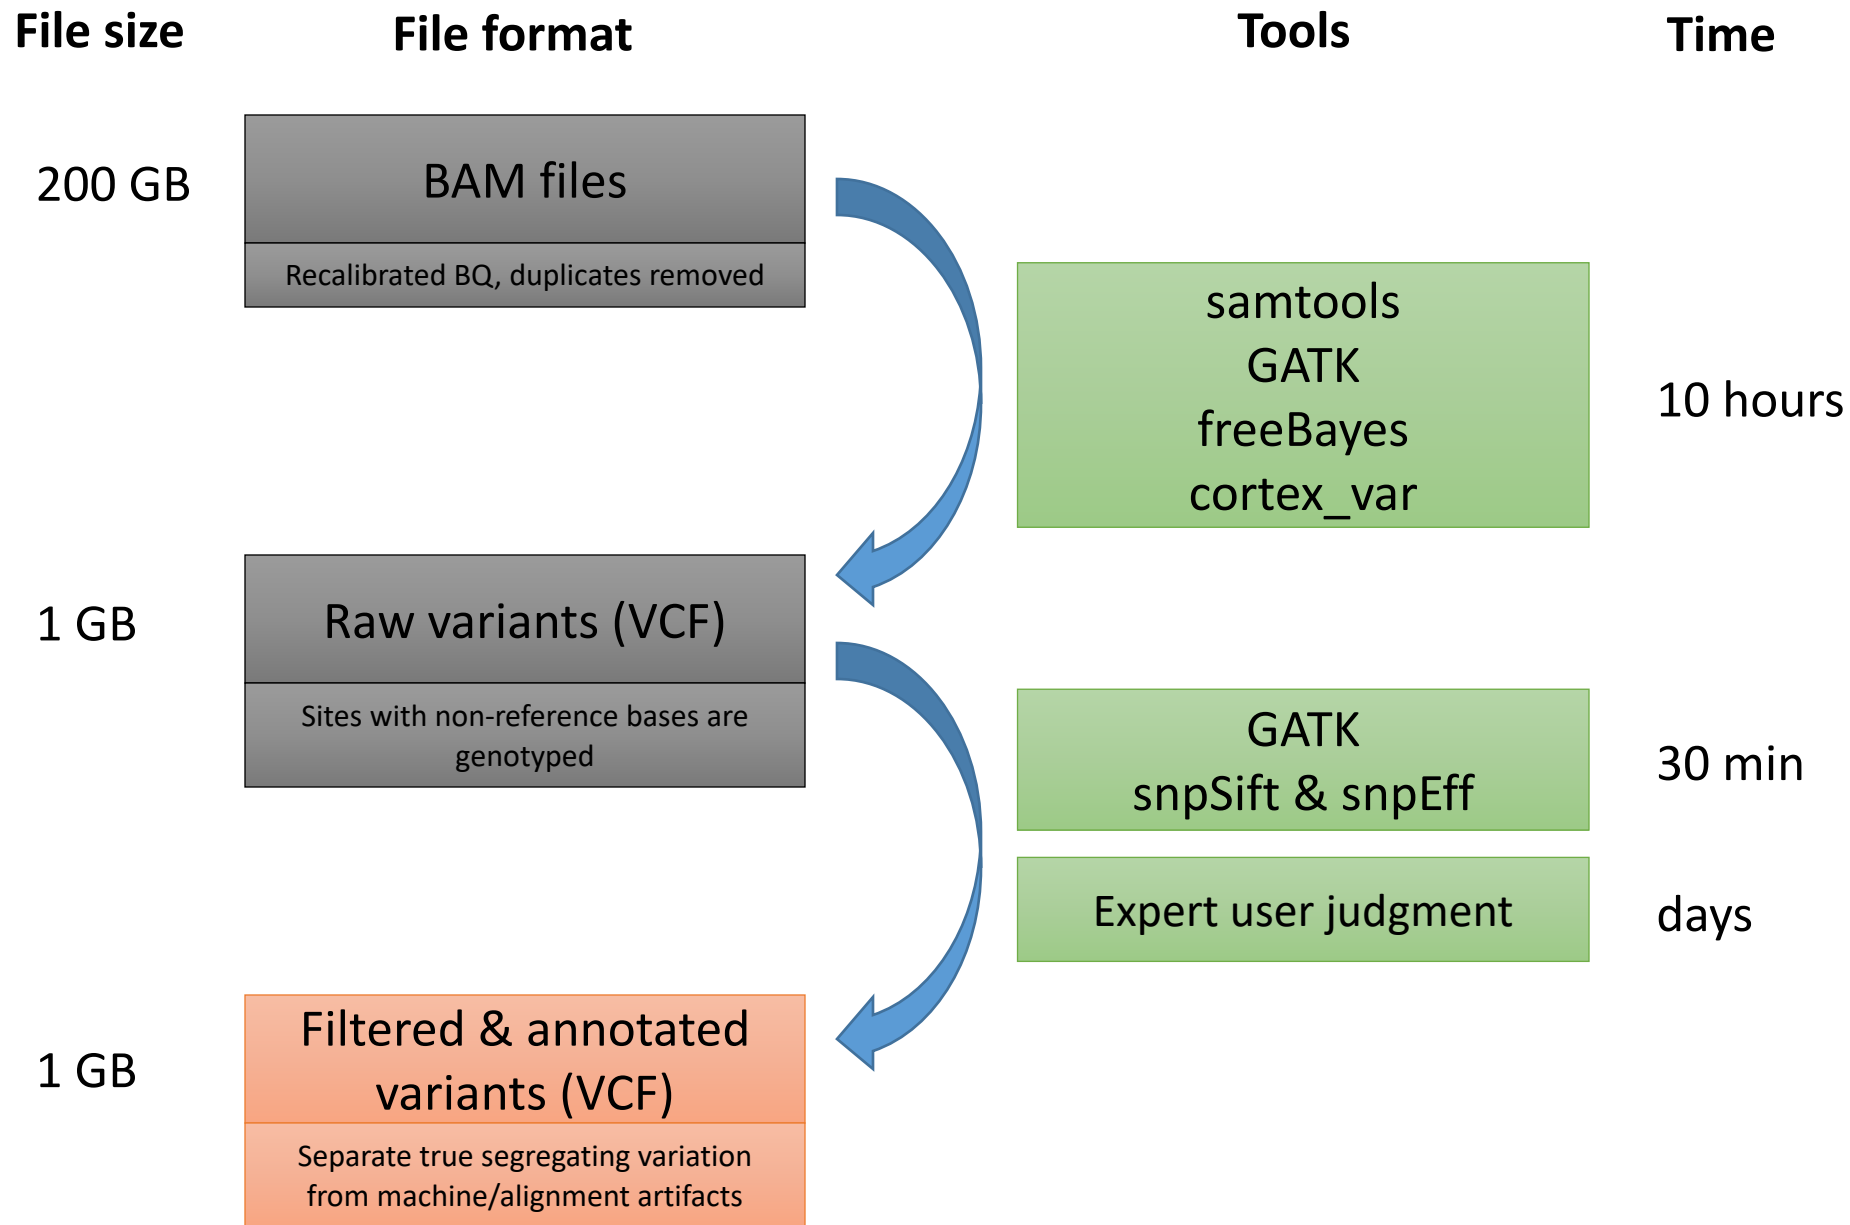 File size
File format
Tools
Time
200 GB
BAM files
Recalibrated BQ, duplicates removed
samtools
GATK
freeBayes
cortex_var
10 hours
1 GB
Raw variants (VCF)
Sites with non-reference bases are
genotyped
GATK
snpSift & snpEff
30 min
Expert user judgment
days
1 GB
Filtered & annotated
variants (VCF)
Separate true segregating variation
from machine/alignment artifacts